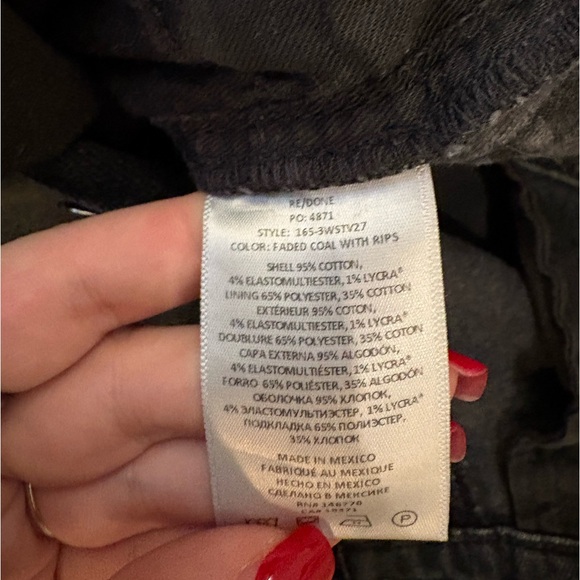 RE/DONE
PO: 4871
STYLE: 165-3WSTV27
COLOR: FADED COAL WITH RIPS
SHELL 95% COTTON,
4% ELASTOMULTIESTER, 1% LYCRA®
LINING 65% POLYESTER, 35% COTTON
EXTÉRIEUR 95% COTON,
4% ELASTOMULTIESTER, 1% LYCRA®
DOUBLURE 65% POLYESTER, 35% COTON
CAPA EXTERNA 95% ALGODÓN,
4% ELASTOMULTIÉSTER, 1% LYCRA®
FORRO 65% POLIÉSTER, 35% ALGODÓN
ОБОЛОЧКА 95% ХЛОПОК,
4% ЭЛАСТОМУЛЬТИЭСТЕР, 1% LYCRA®
ПОДКЛАДКА 65% ПОЛИЭСТЕР,
35% ХЛОПОК
MADE IN MEXICO
FABRIQUÉ AU MEXIQUE
HECHO EN MEXICO
СДЕЛАНО В МЕКСИКЕ
RN# 146770
P